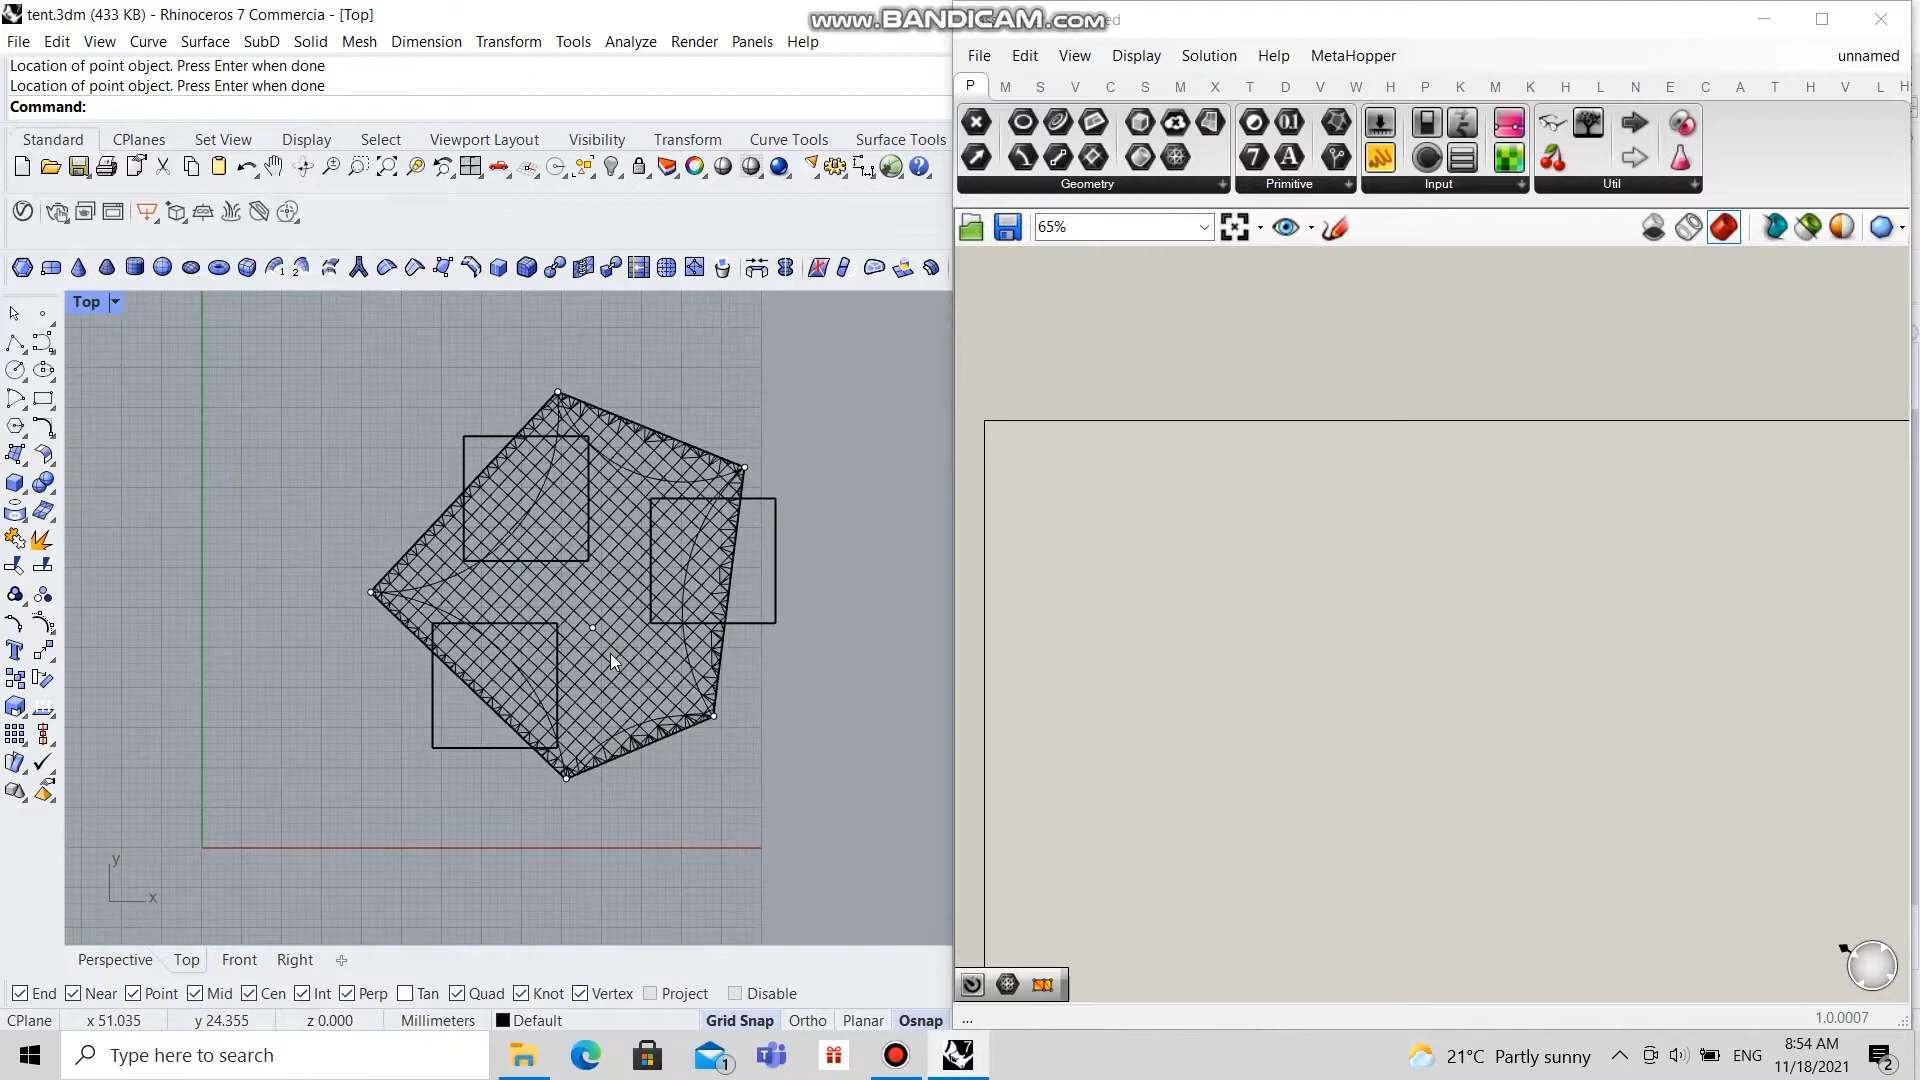 tent.3dm (433 KB) - Rhinoceros 7 Commercia - [Top]
www.BANDICAM.com
File Edit View Curve Surface SubD Solid Mesh Dimension Transform Tools Analyze Render Panels Help
Location of point object. Press Enter when done
Location of point object. Press Enter when done
Command:
Standard CPlanes Set View Display Select Viewport Layout Visibility Transform Curve Tools Surface Tools
Top
y
x
Perspective Top Front Right
End Near Point Mid Cen Int Perp Tan Quad Knot Vertex Project Disable
CPlane x 51.035 y 24.355 z 0.000 Millimeters Default Grid Snap Ortho Planar Osnap
File Edit View Display Solution Help MetaHopper unnamed
P M S V C S M X T D V W H P K M K H L N E C A T H V L H
Geometry Primitive Input Util
65%
...
1.0.0007
Type here to search
1
21°C Partly sunny
ENG
8:54 AM
11/18/2021
2